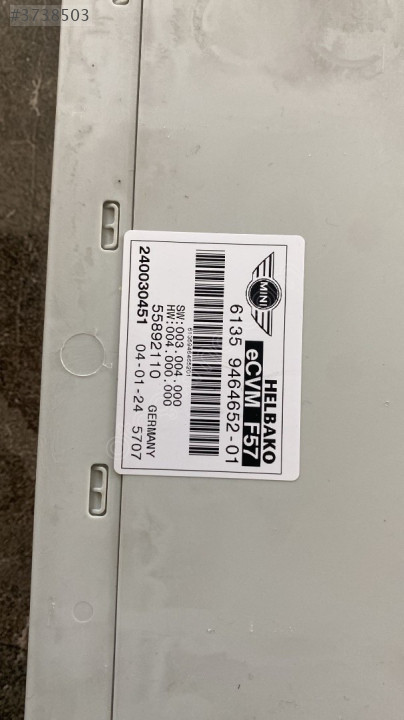 #3738503
MINI
HELBAKO
eCVM F57
6135 9464652-01
6135946465201
SW:003.004.000
HW:004.000.000
55892110 GERMANY
240030451 04-01-24 5707